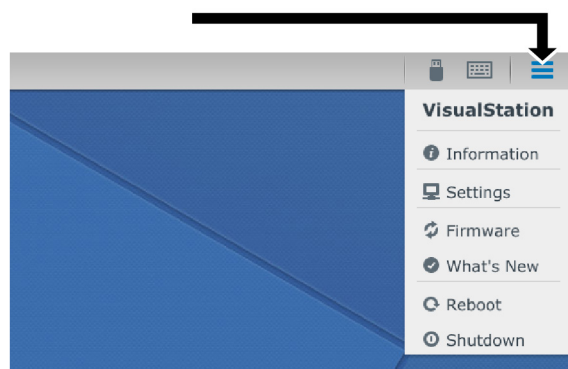 VisualStation
Information
Settings
Firmware
What's New
Reboot
Shutdown